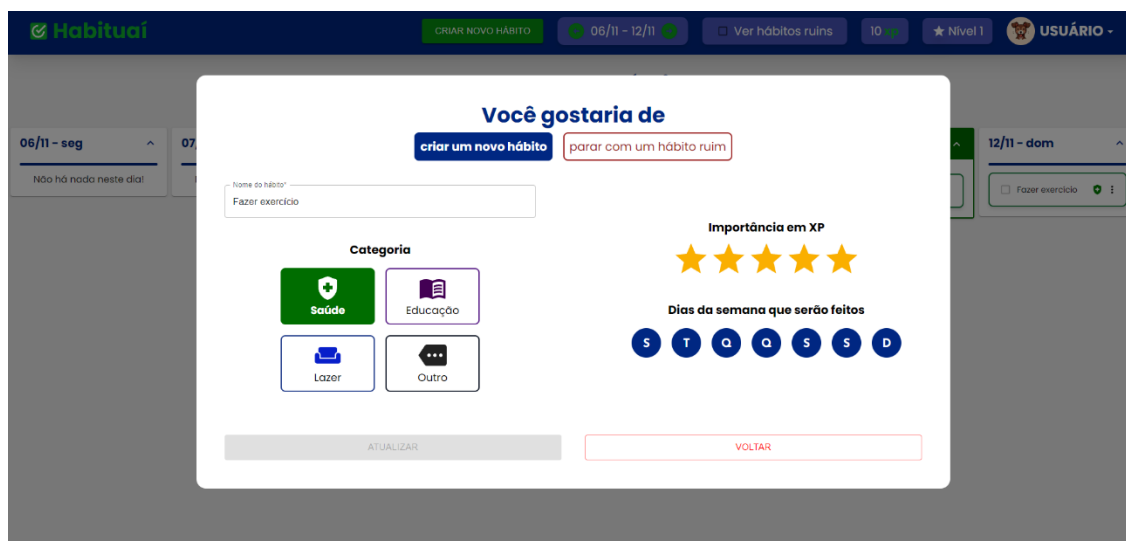 Habituaí
CRIAR NOVO HÁBITO
06/11 - 12/11
Ver hábitos ruins
10 xp
Nível 1
USUÁRIO
Você gostaria de
criar um novo hábito
parar com um hábito ruim
06/11 - seg
07
12/11 - dom
Não há nada neste dia!
Fazer exercício
Nome do hábito*
Fazer exercício
Importância em XP
Categoria
Saúde
Educação
Lazer
Outro
Dias da semana que serão feitos
S T Q Q S S D
ATUALIZAR
VOLTAR